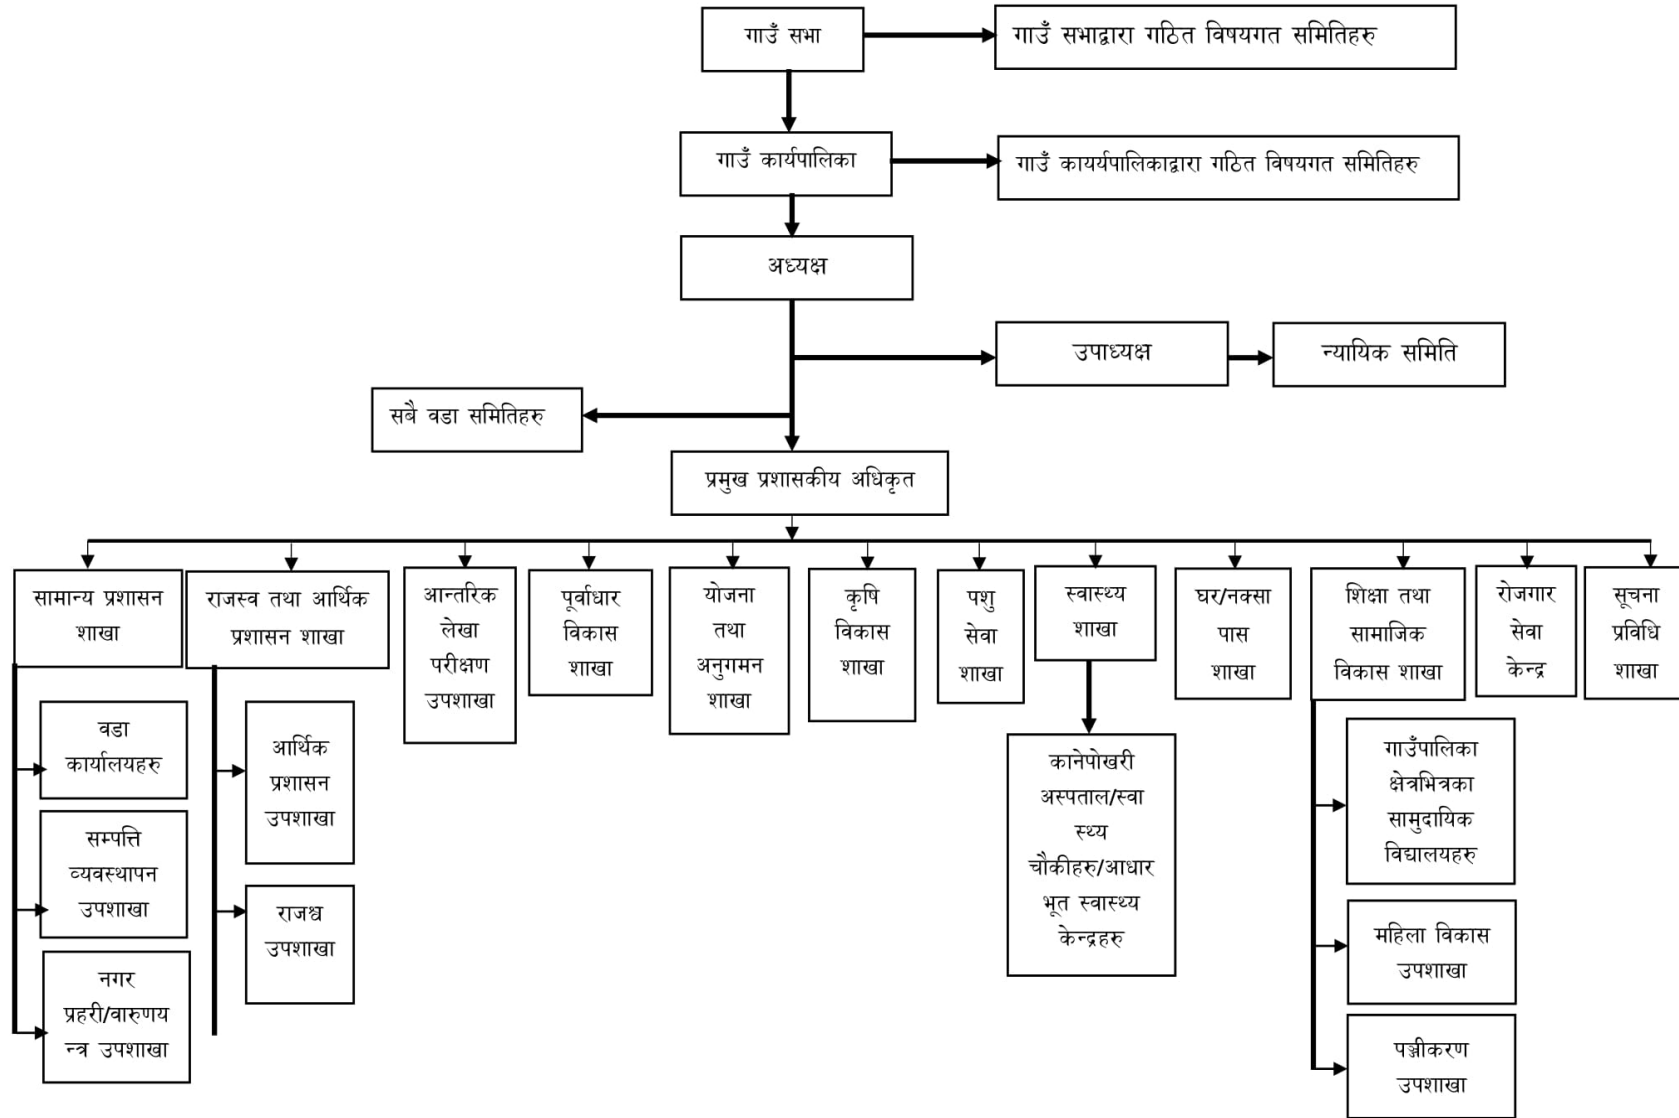 गाउँ सभा
गाउँ सभाद्वारा गठित विषयगत समितिहरु
गाउँ कार्यपालिका
गाउँ कायर्यपालिकाद्वारा गठित विषयगत समितिहरु
अध्यक्ष
उपाध्यक्ष
न्यायिक समिति
सबै वडा समितिहरु
प्रमुख प्रशासकीय अधिकृत
सामान्य प्रशासन
शाखा
राजस्व तथा आर्थिक
प्रशासन शाखा
आन्तरिक
लेखा
परीक्षण
उपशाखा
पूर्वाधार
विकास
शाखा
योजना
तथा
अनुगमन
शाखा
कृषि
विकास
शाखा
पशु
सेवा
शाखा
स्वास्थ्य
शाखा
घर/नक्सा
पास
शाखा
शिक्षा तथा
सामाजिक
विकास शाखा
रोजगार
सेवा
केन्द्र
सूचना
प्रविधि
शाखा
वडा
कार्यालयहरु
सम्पत्ति
व्यवस्थापन
उपशाखा
नगर
प्रहरी/वारुणय
न्त्र उपशाखा
आर्थिक
प्रशासन
उपशाखा
राजश्व
उपशाखा
कानेपोखरी
अस्पताल/स्वा
स्थ्य
चौकीहरु/आधार
भूत स्वास्थ्य
केन्द्रहरु
गाउँपालिका
क्षेत्रभित्रका
सामुदायिक
विद्यालयहरु
महिला विकास
उपशाखा
पञ्जीकरण
उपशाखा